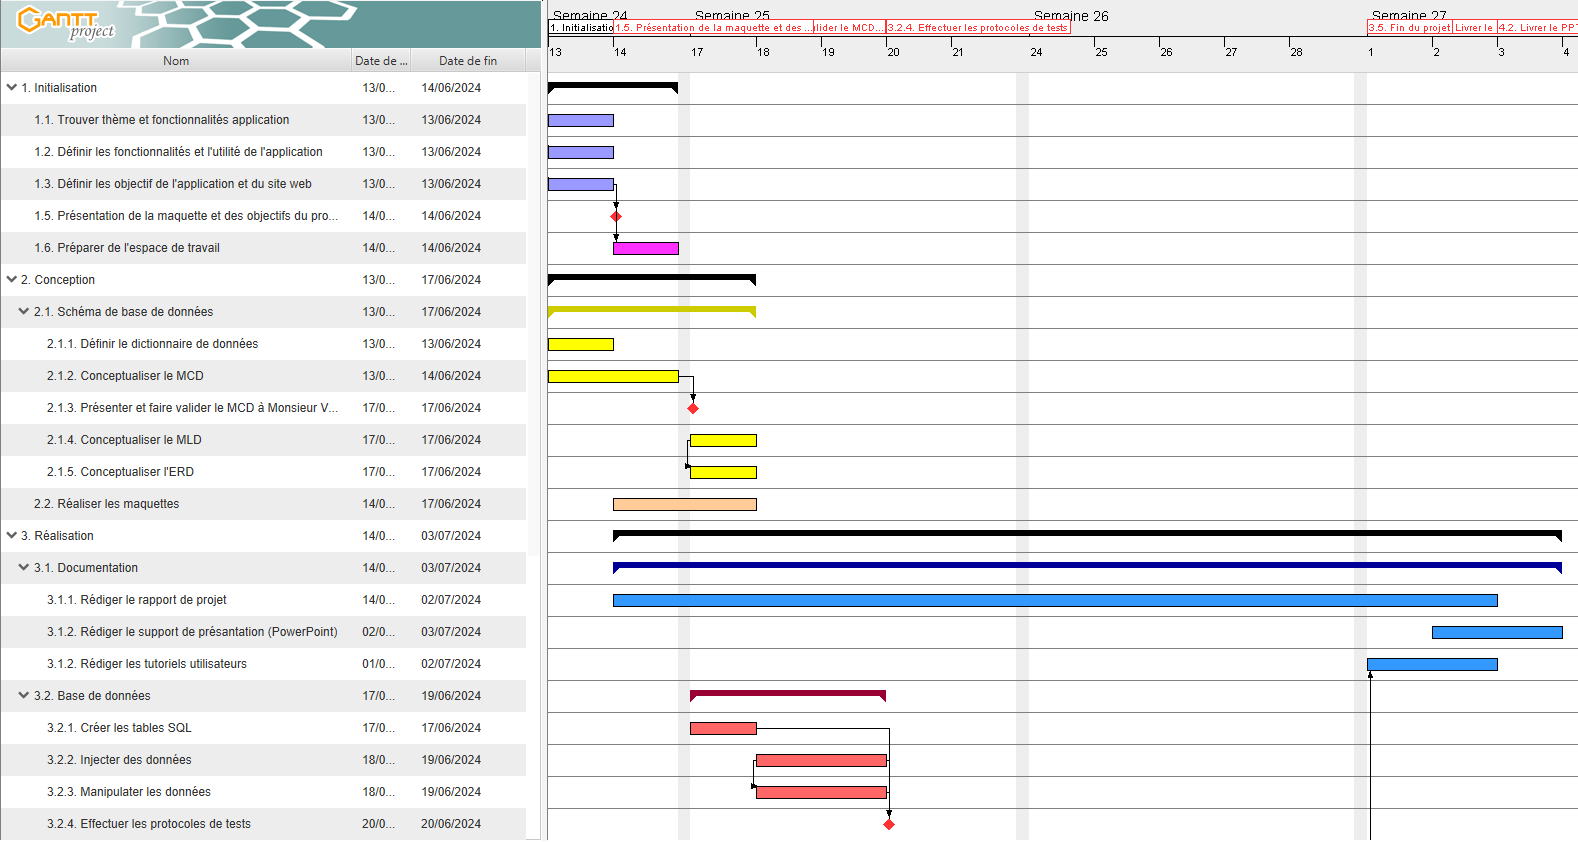 GANTT
project
Nom Date de ... Date de fin
1. Initialisation 13/0... 14/06/2024
1.1. Trouver thème et fonctionnalités application 13/0... 13/06/2024
1.2. Définir les fonctionnalités et l'utilité de l'application 13/0... 13/06/2024
1.3. Définir les objectif de l'application et du site web 13/0... 13/06/2024
1.5. Présentation de la maquette et des objectifs du pro... 14/0... 14/06/2024
1.6. Préparer de l'espace de travail 14/0... 14/06/2024
2. Conception 13/0... 17/06/2024
2.1. Schéma de base de données 13/0... 17/06/2024
2.1.1. Définir le dictionnaire de données 13/0... 13/06/2024
2.1.2. Conceptualiser le MCD 13/0... 14/06/2024
2.1.3. Présenter et faire valider le MCD à Monsieur V... 17/0... 17/06/2024
2.1.4. Conceptualiser le MLD 17/0... 17/06/2024
2.1.5. Conceptualiser l'ERD 17/0... 17/06/2024
2.2. Réaliser les maquettes 14/0... 17/06/2024
3. Réalisation 14/0... 03/07/2024
3.1. Documentation 14/0... 03/07/2024
3.1.1. Rédiger le rapport de projet 14/0... 02/07/2024
3.1.2. Rédiger le support de présantation (PowerPoint) 02/0... 03/07/2024
3.1.2. Rédiger les tutoriels utilisateurs 01/0... 02/07/2024
3.2. Base de données 17/0... 19/06/2024
3.2.1. Créer les tables SQL 17/0... 17/06/2024
3.2.2. Injecter des données 18/0... 19/06/2024
3.2.3. Manipulater les données 18/0... 19/06/2024
3.2.4. Effectuer les protocoles de tests 20/0... 20/06/2024
Semaine 24 Semaine 25 Semaine 26 Semaine 27
1. Initialisatio 1.5. Présentation de la maquette et des ... lider le MCD... 3.2.4. Effectuer les protocoles de tests 3.5. Fin du projet Livrer le 4.2. Livrer le PPT
13 14 17 18 19 20 21 24 25 26 27 28 1 2 3 4